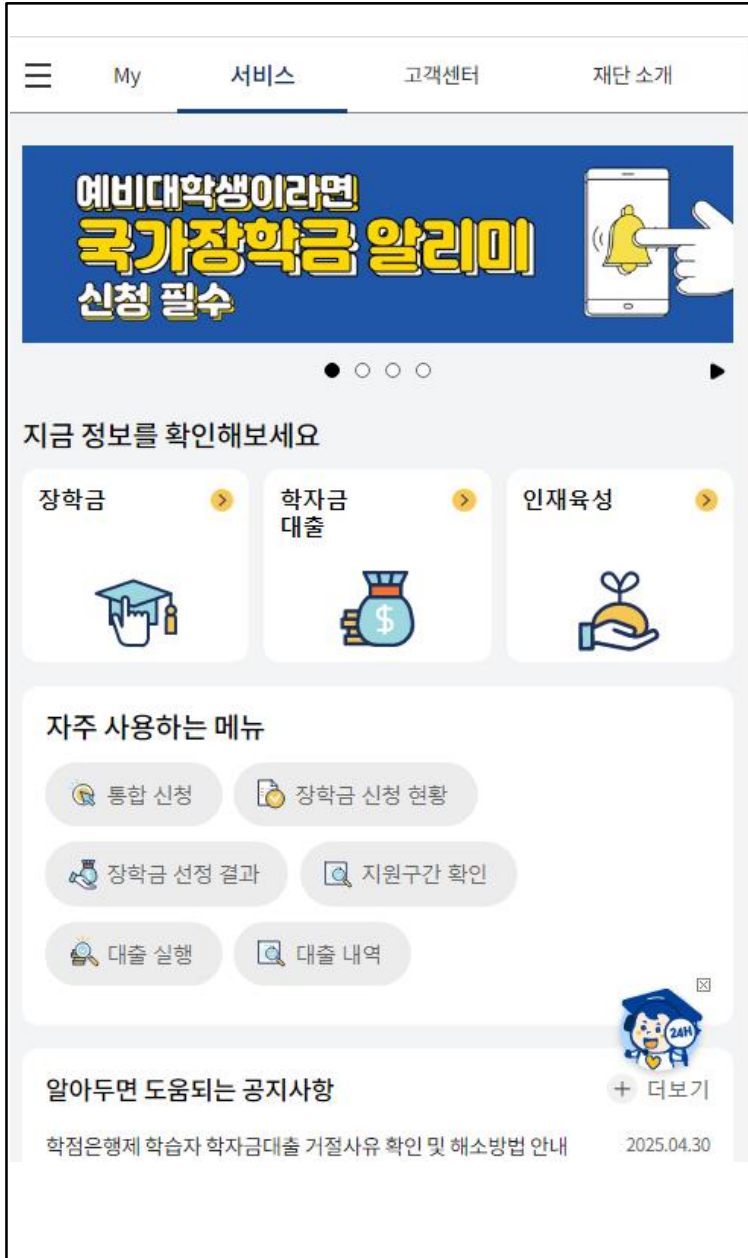 My 서비스 고객센터 재단 소개
예비대학생이라면
국가장학금 알리미
신청 필수
지금 정보를 확인해보세요
장학금
학자금
대출
인재육성
$
자주 사용하는 메뉴
통합 신청
장학금 신청 현황
장학금 선정 결과
지원구간 확인
대출 실행
대출 내역
24H
알아두면 도움되는 공지사항
+ 더보기
학점은행제 학습자 학자금대출 거절사유 확인 및 해소방법 안내 2025.04.30